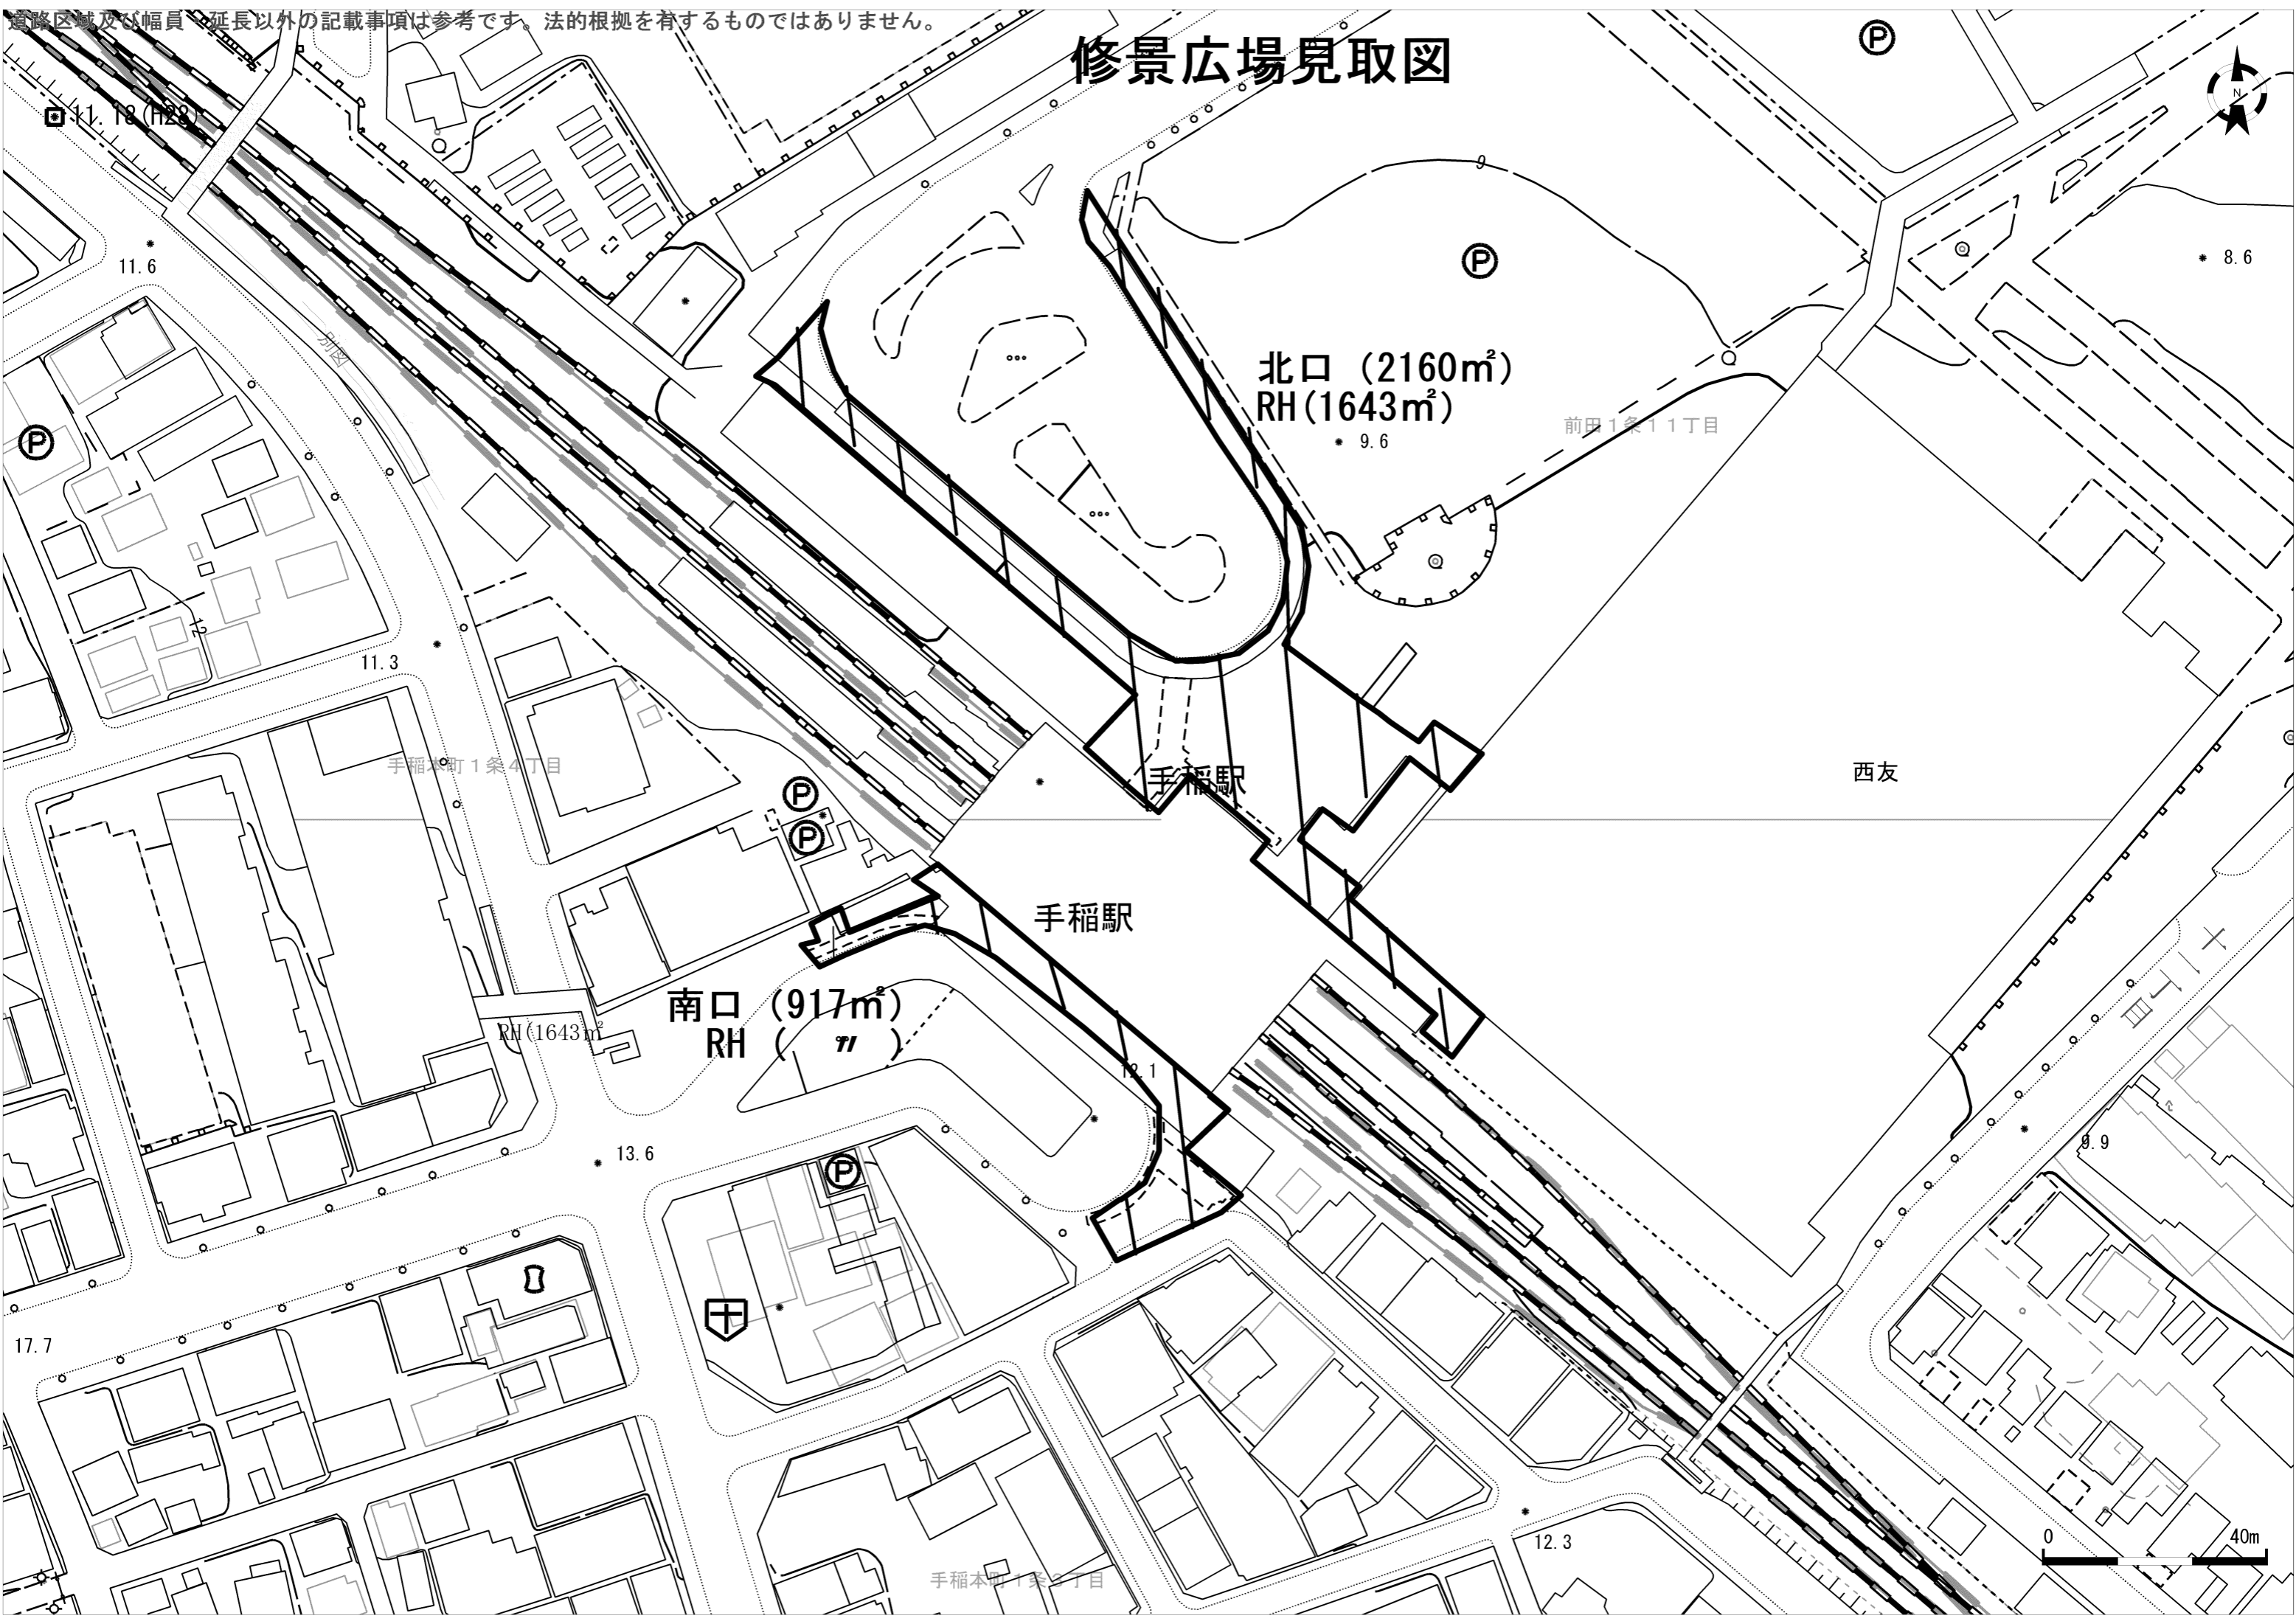 道路区域及び幅員・延長以外の記載事項は参考です。法的根拠を有するものではありません。
修景広場見取図
P
N
11.18(H28)
9
11.6
P
8.6
別図
北口 (2160㎡)
RH(1643㎡)
前田1条11丁目
P
9.6
12
11.3
手稲本町1条4丁目
手稲駅
西友
P
P
手稲駅
南口 (917㎡)
RH(1643㎡
RH ( 〃 )
12.1
9.9
13.6
P
17.7
0 40m
12.3
手稲本町1条3丁目